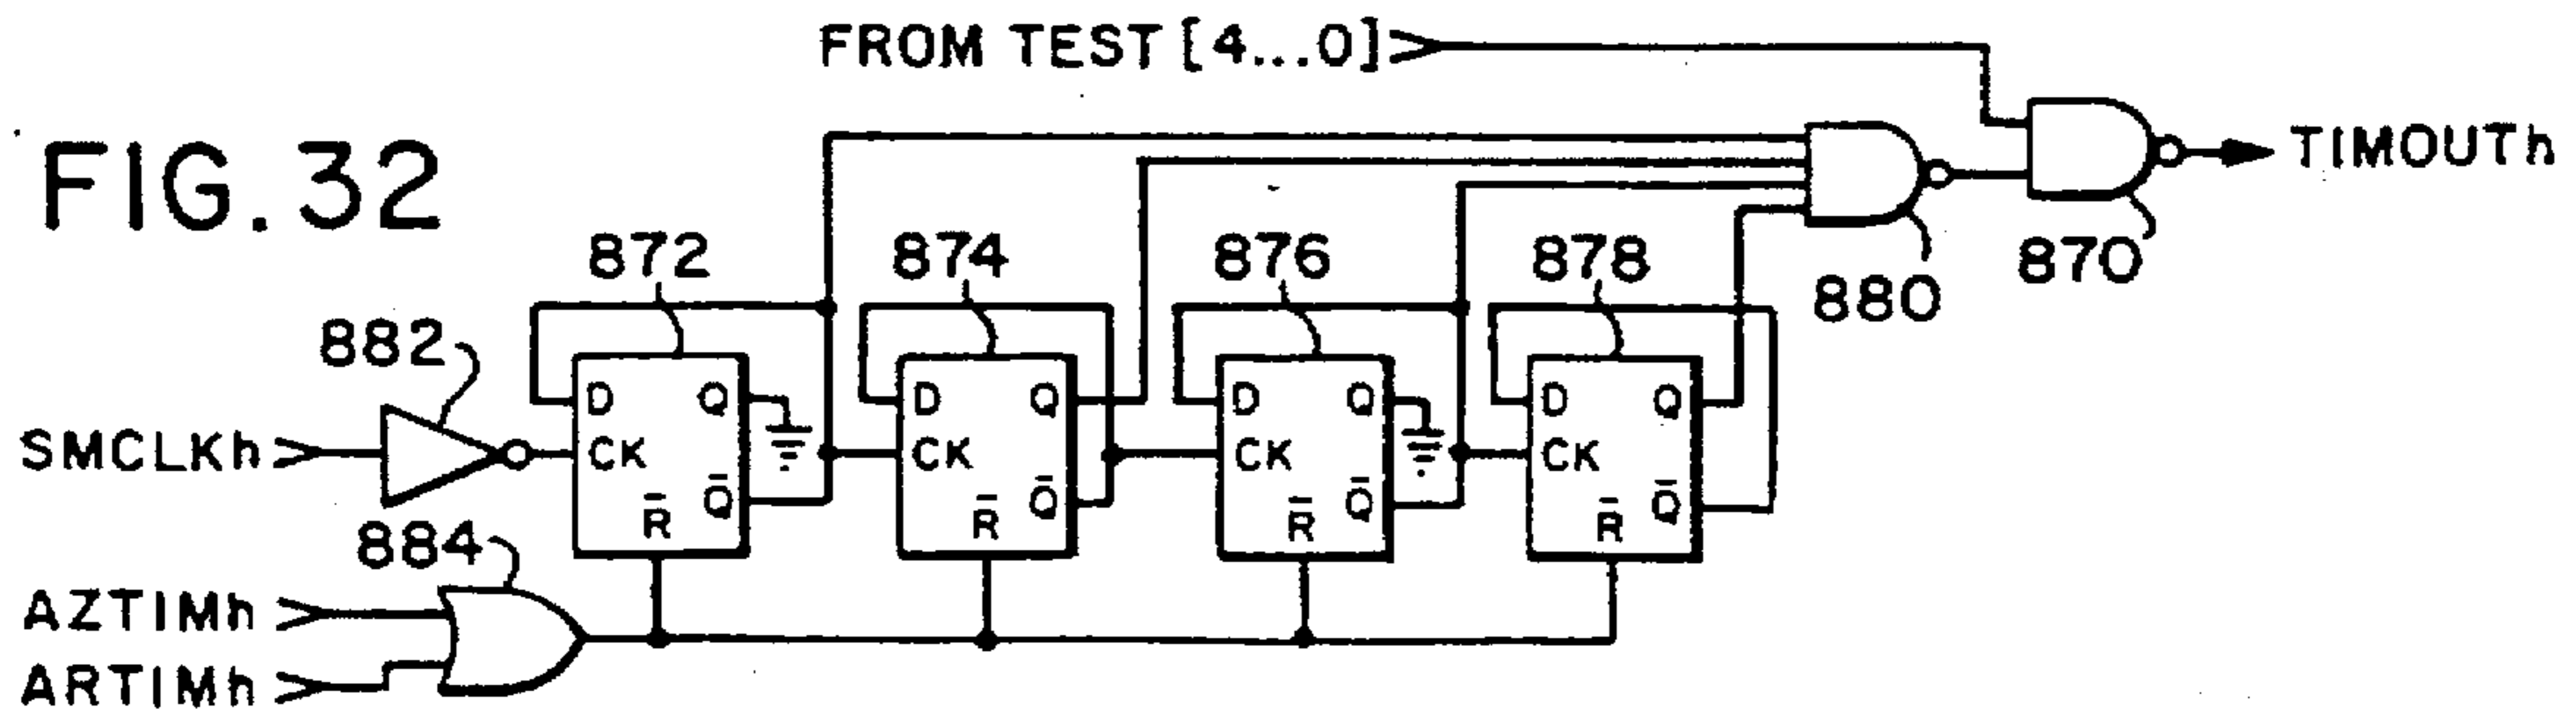 FROM TEST [4...0]
TIMOUTh
FIG. 32
872
874
876
878
880
870
882
SMCLKh
D
Q
CK
R̅
Q̅
D
Q
CK
R̅
Q̅
D
Q
CK
R̅
Q̅
D
Q
CK
R̅
Q̅
884
AZTIMh
ARTIMh